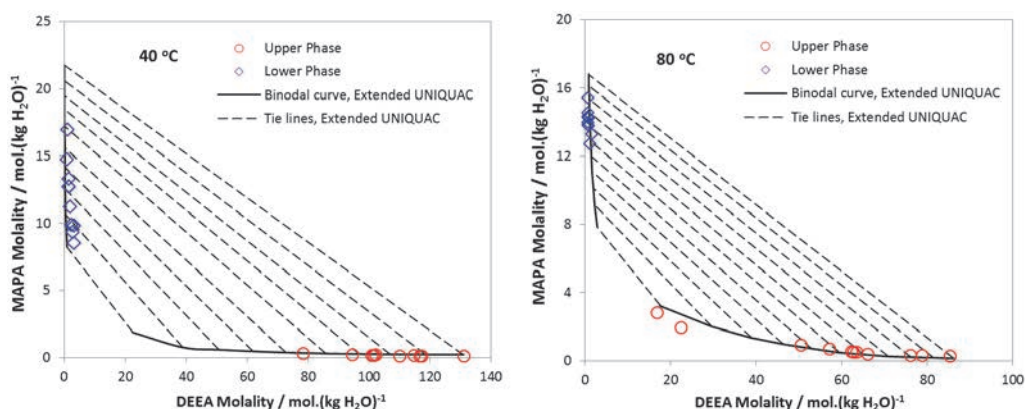 40 °C
Upper Phase
Lower Phase
Binodal curve, Extended UNIQUAC
Tie lines, Extended UNIQUAC
MAPA Molality / mol.(kg H₂O)⁻¹
25
20
15
10
5
0
0 20 40 60 80 100 120 140
DEEA Molality / mol.(kg H₂O)⁻¹
80 °C
Upper Phase
Lower Phase
Binodal curve, Extended UNIQUAC
Tie lines, Extended UNIQUAC
MAPA Molality / mol.(kg H₂O)⁻¹
20
16
12
8
4
0
0 20 40 60 80 100
DEEA Molality / mol.(kg H₂O)⁻¹